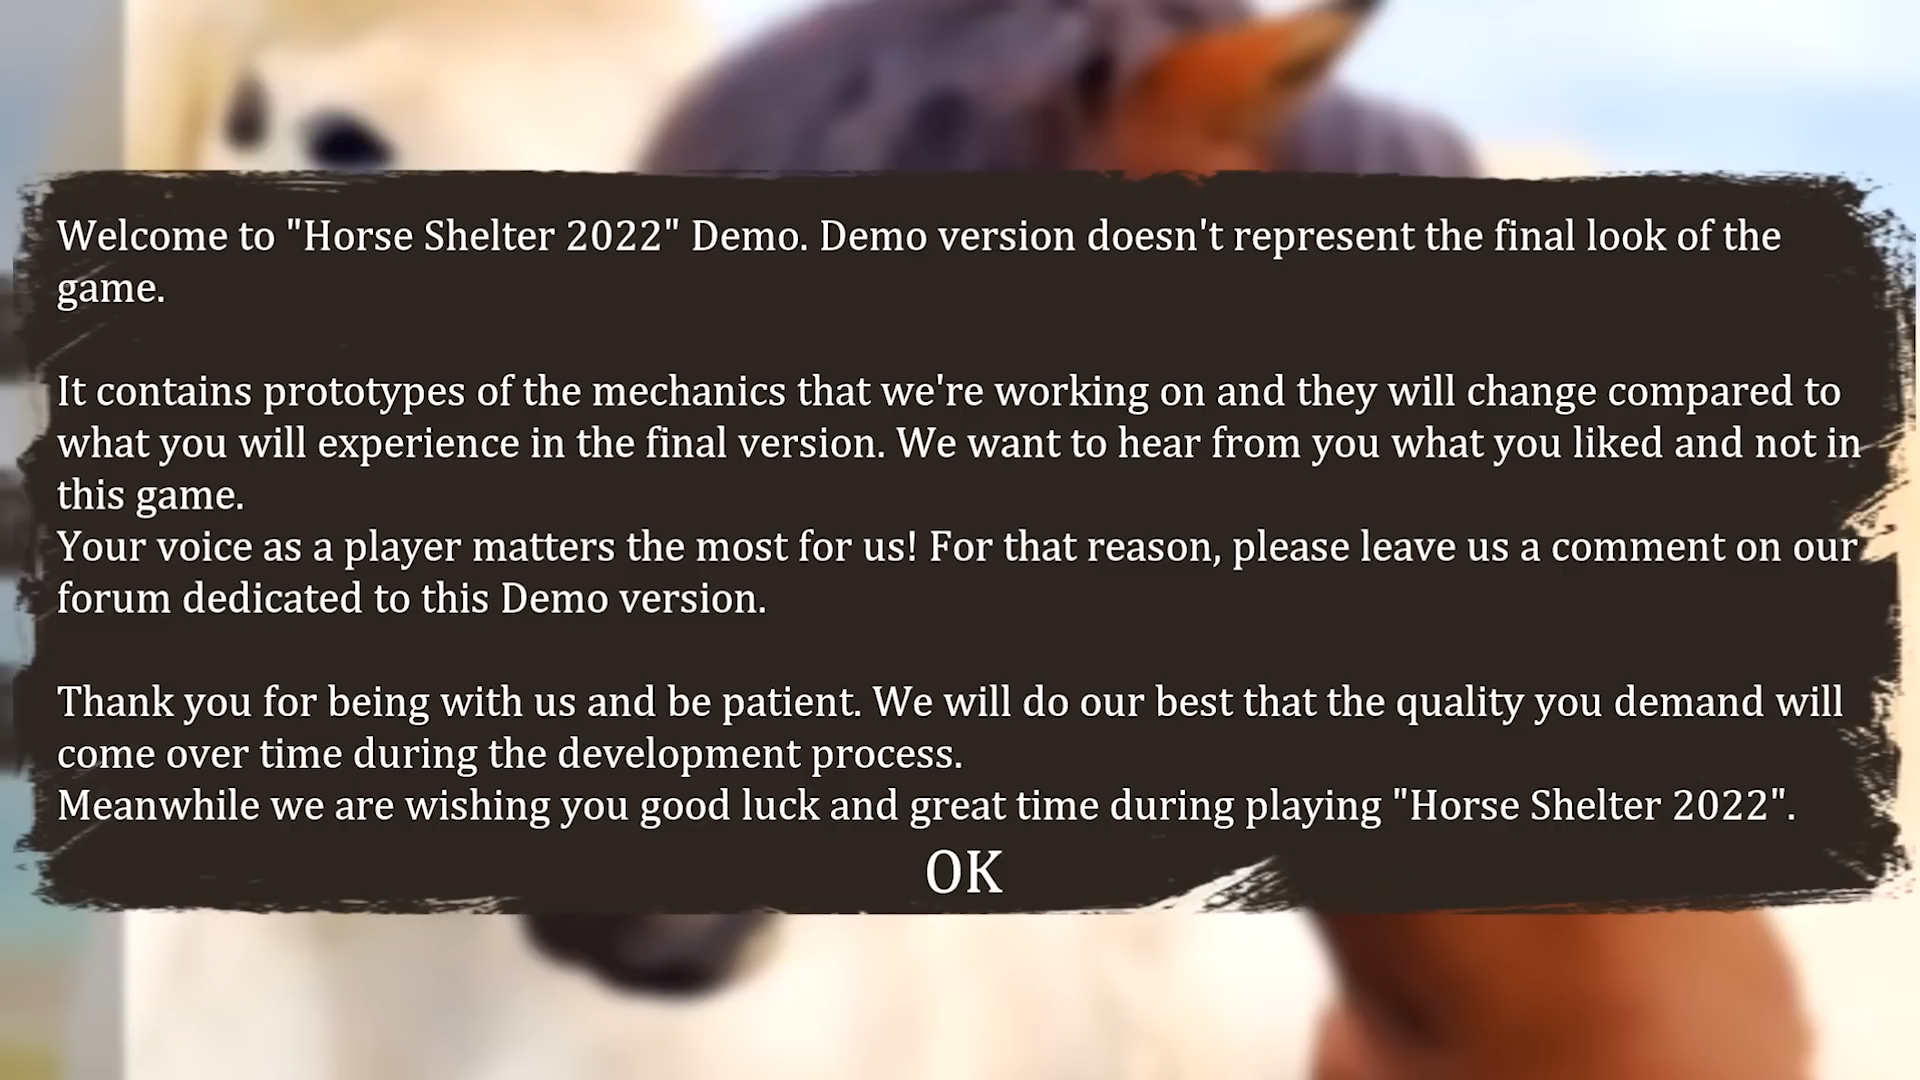 Welcome to "Horse Shelter 2022" Demo. Demo version doesn't represent the final look of the
game.
It contains prototypes of the mechanics that we're working on and they will change compared to
what you will experience in the final version. We want to hear from you what you liked and not in
this game.
Your voice as a player matters the most for us! For that reason, please leave us a comment on our
forum dedicated to this Demo version.
Thank you for being with us and be patient. We will do our best that the quality you demand will
come over time during the development process.
Meanwhile we are wishing you good luck and great time during playing "Horse Shelter 2022".
OK